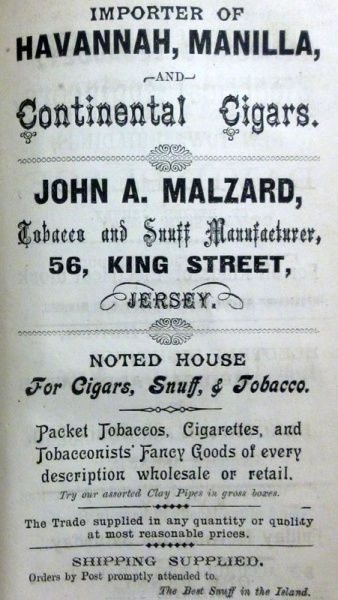 IMPORTER OF
HAVANNAH, MANILLA,
AND
Continental Cigars.
JOHN A. MALZARD,
Tobacco and Snuff Manufacturer,
56, KING STREET,
JERSEY.
NOTED HOUSE
For Cigars, Snuff, & Tobacco.
Packet Tobaccos, Cigarettes, and
Tobacconists' Fancy Goods of every
description wholesale or retail.
Try our assorted Clay Pipes in gross boxes.
The Trade supplied in any quantity or quality
at most reasonable prices.
SHIPPING SUPPLIED.
Orders by Post promptly attended to.
The Best Snuff in the Island.